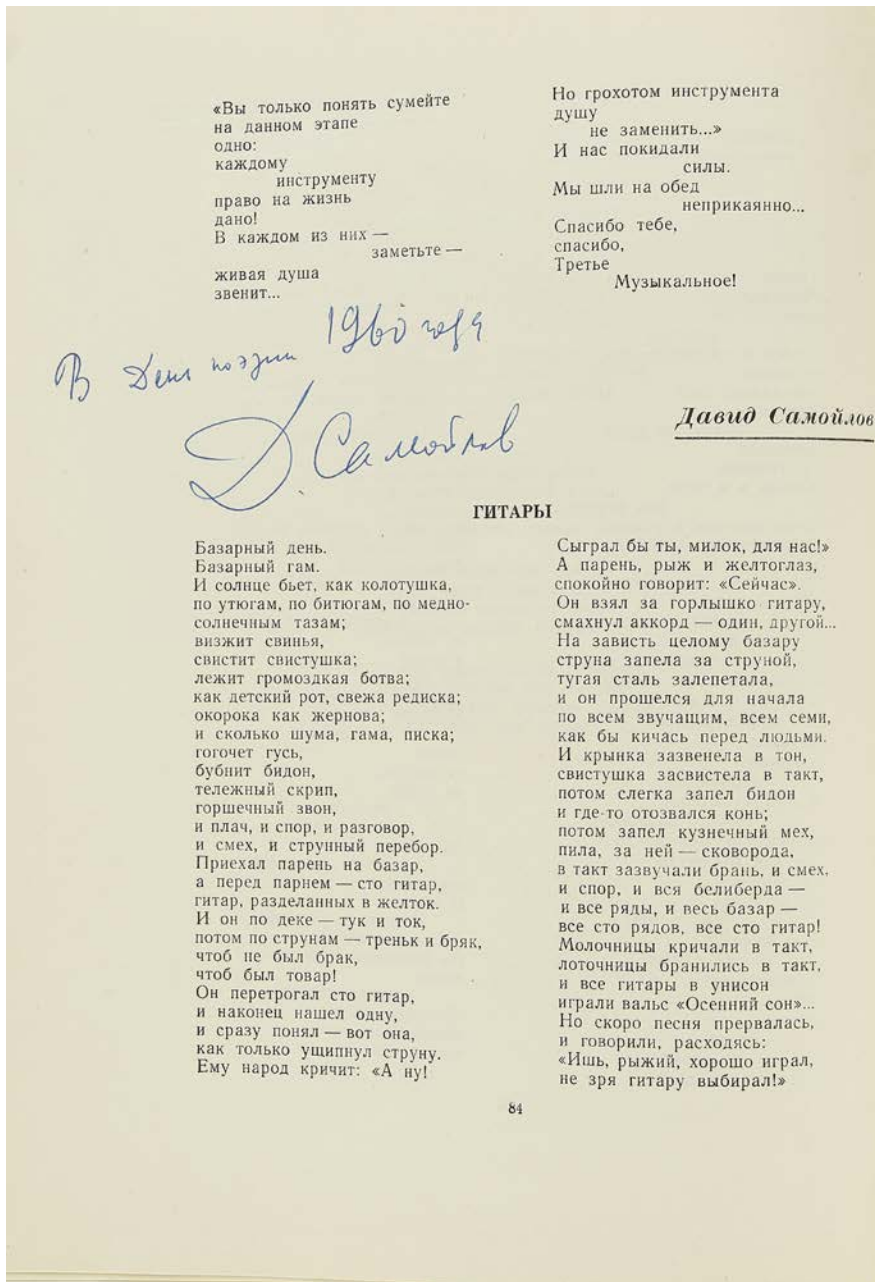 «Вы только понять сумейте
на данном этапе
одно:
каждому
инструменту
право на жизнь
дано!
В каждом из них —
заметьте —
живая душа
звенит...
Но грохотом инструмента
душу
не заменить...»
И нас покидали
силы.
Мы шли на обед
неприкаянно...
Спасибо тебе,
спасибо,
Третье
Музыкальное!
В День поэзии 1960 года
Д. Самойлов
Давид Самойлов
ГИТАРЫ
Базарный день.
Базарный гам.
И солнце бьет, как колотушка,
по утюгам, по битюгам, по медно-
солнечным тазам;
визжит свинья,
свистит свистушка;
лежит громоздкая ботва;
как детский рот, свежа редиска;
окорока как жернова;
и сколько шума, гама, писка;
гогочет гусь,
бубнит бидон,
тележный скрип,
горшечный звон,
и плач, и спор, и разговор,
и смех, и струнный перебор.
Приехал парень на базар,
а перед парнем — сто гитар,
гитар, разделанных в желток.
И он по деке — тук и ток,
потом по струнам — треньк и бряк,
чтоб не был брак,
чтоб был товар!
Он перетрогал сто гитар,
и наконец нашел одну,
и сразу понял — вот она,
как только ущипнул струну.
Ему народ кричит: «А ну!
Сыграл бы ты, милок, для нас!»
А парень, рыж и желтоглаз,
спокойно говорит: «Сейчас».
Он взял за горлышко гитару,
смахнул аккорд — один, другой...
На зависть целому базару
струна запела за струной,
тугая сталь залепетала,
и он прошелся для начала
по всем звучащим, всем семи,
как бы кичась перед людьми.
И крынка зазвенела в тон,
свистушка засвистела в такт,
потом слегка запел бидон
и где-то отозвался конь;
потом запел кузнечный мех,
пила, за ней — сковорода,
в такт зазвучали брань, и смех,
и спор, и вся белиберда —
и все ряды, и весь базар —
все сто рядов, все сто гитар!
Молочницы кричали в такт,
лоточницы бранились в такт,
и все гитары в унисон
играли вальс «Осенний сон»...
Но скоро песня прервалась,
и говорили, расходясь:
«Ишь, рыжий, хорошо играл,
не зря гитару выбирал!»
84